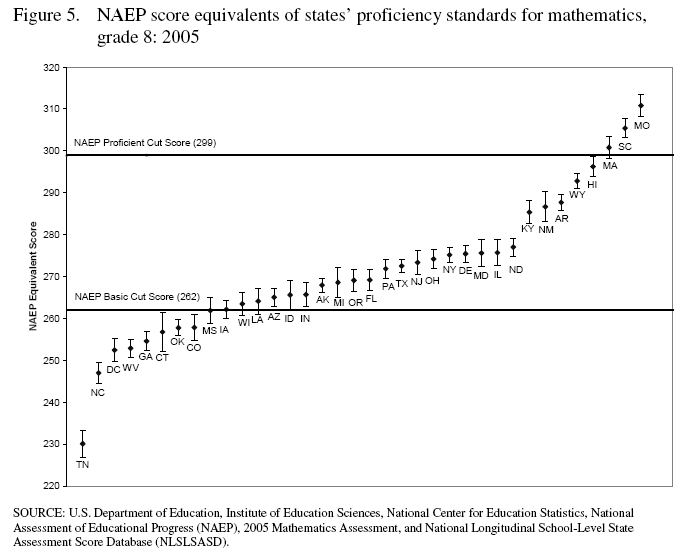 Figure 5. NAEP score equivalents of states' proficiency standards for mathematics,
grade 8: 2005
320
310
NAEP Proficient Cut Score (299)
300
290
280
270
NAEP Basic Cut Score (262)
260
250
240
230
220
NAEP Equivalent Score
TN
NC
DC
WV
GA
CT
OK
CO
MS
IA
WI
LA
AZ
ID
IN
AK
MI
OR
FL
PA
TX
NJ
OH
NY
DE
MD
IL
ND
KY
NM
AR
WY
HI
MA
SC
MO
SOURCE: U.S. Department of Education, Institute of Education Sciences, National Center for Education Statistics, National
Assessment of Educational Progress (NAEP), 2005 Mathematics Assessment, and National Longitudinal School-Level State
Assessment Score Database (NLSLSASD).